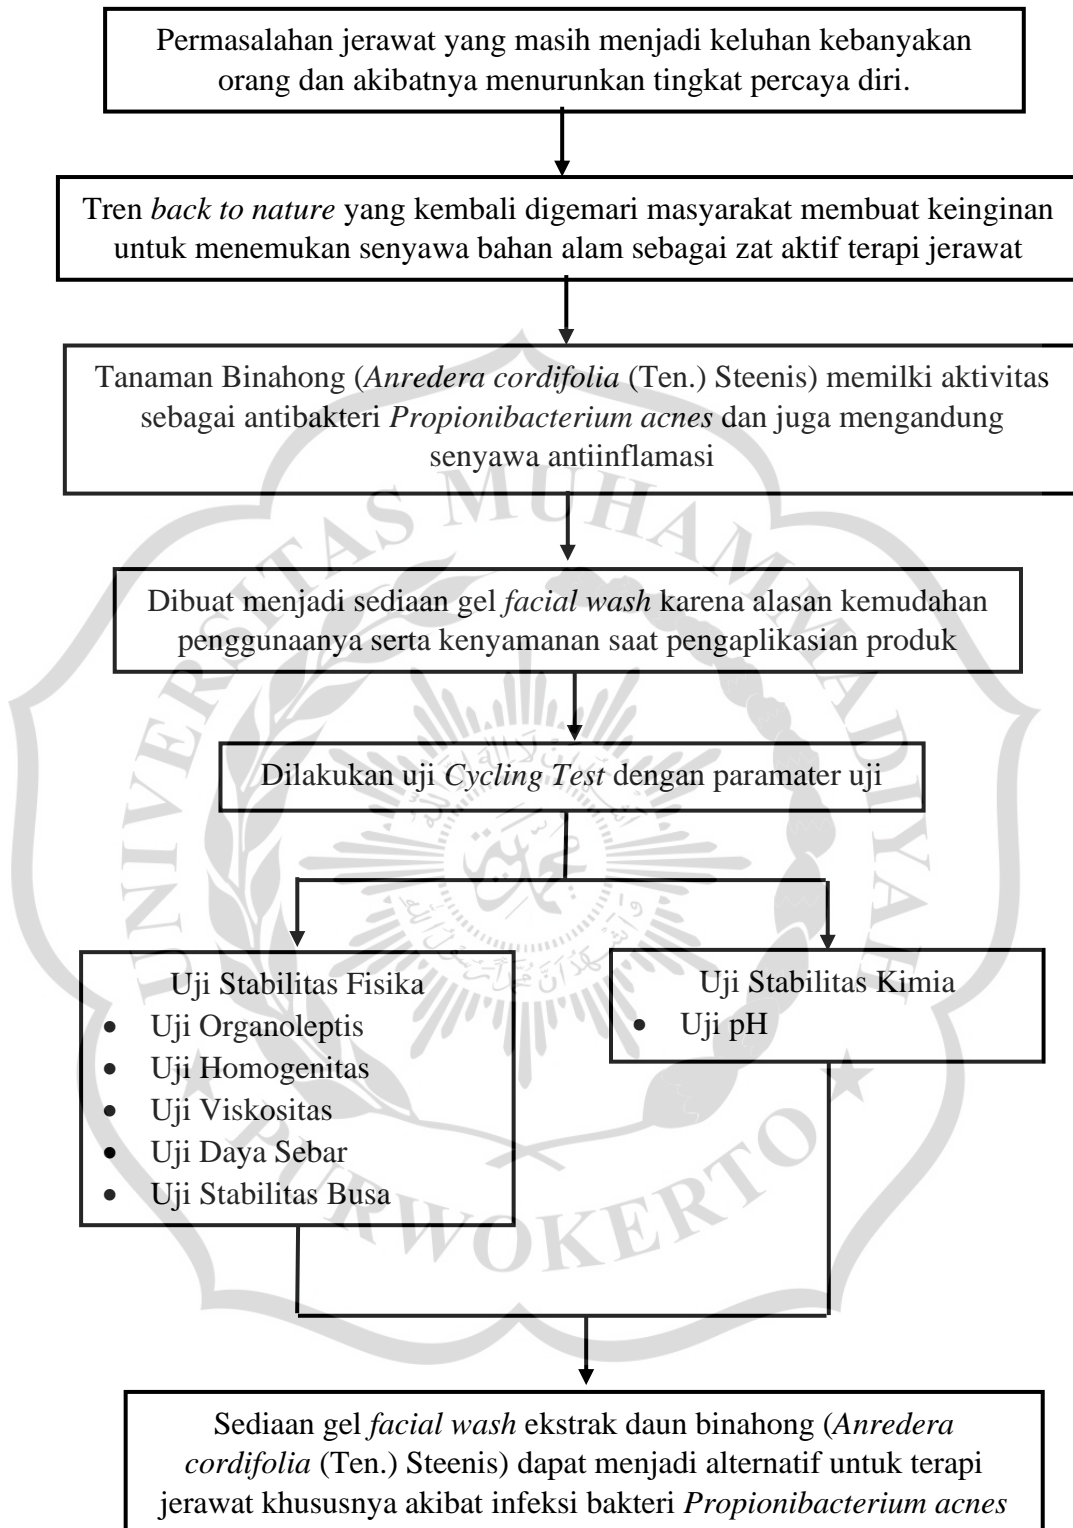 Permasalahan jerawat yang masih menjadi keluhan kebanyakan
orang dan akibatnya menurunkan tingkat percaya diri.
Tren back to nature yang kembali digemari masyarakat membuat keinginan
untuk menemukan senyawa bahan alam sebagai zat aktif terapi jerawat
Tanaman Binahong (Anredera cordifolia (Ten.) Steenis) memilki aktivitas
sebagai antibakteri Propionibacterium acnes dan juga mengandung
senyawa antiinflamasi
Dibuat menjadi sediaan gel facial wash karena alasan kemudahan
penggunaanya serta kenyamanan saat pengaplikasian produk
Dilakukan uji Cycling Test dengan paramater uji
Uji Stabilitas Fisika
• Uji Organoleptis
• Uji Homogenitas
• Uji Viskositas
• Uji Daya Sebar
• Uji Stabilitas Busa
Uji Stabilitas Kimia
• Uji pH
Sediaan gel facial wash ekstrak daun binahong (Anredera
cordifolia (Ten.) Steenis) dapat menjadi alternatif untuk terapi
jerawat khususnya akibat infeksi bakteri Propionibacterium acnes
UNIVERSITAS MUHAMMADIYAH
PURWOKERTO